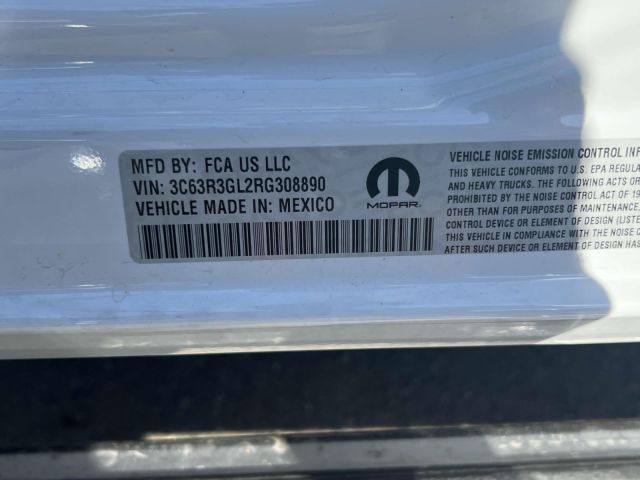 MFD BY: FCA US LLC
VIN: 3C63R3GL2RG308890
VEHICLE MADE IN: MEXICO
MOPAR.
VEHICLE NOISE EMISSION CONTROL INF
THIS VEHICLE CONFORMS TO U.S. EPA REGULA
AND HEAVY TRUCKS. THE FOLLOWING ACTS OR
PROHIBITED BY THE NOISE CONTROL ACT OF 19
OTHER THAN FOR PURPOSES OF MAINTENANCE,
CONTROL DEVICE OR ELEMENT OF DESIGN (LISTE
THIS VEHICLE IN COMPLIANCE WITH THE NOISE C
AFTER SUCH DEVICE OR ELEMENT OF DESIGN HAS